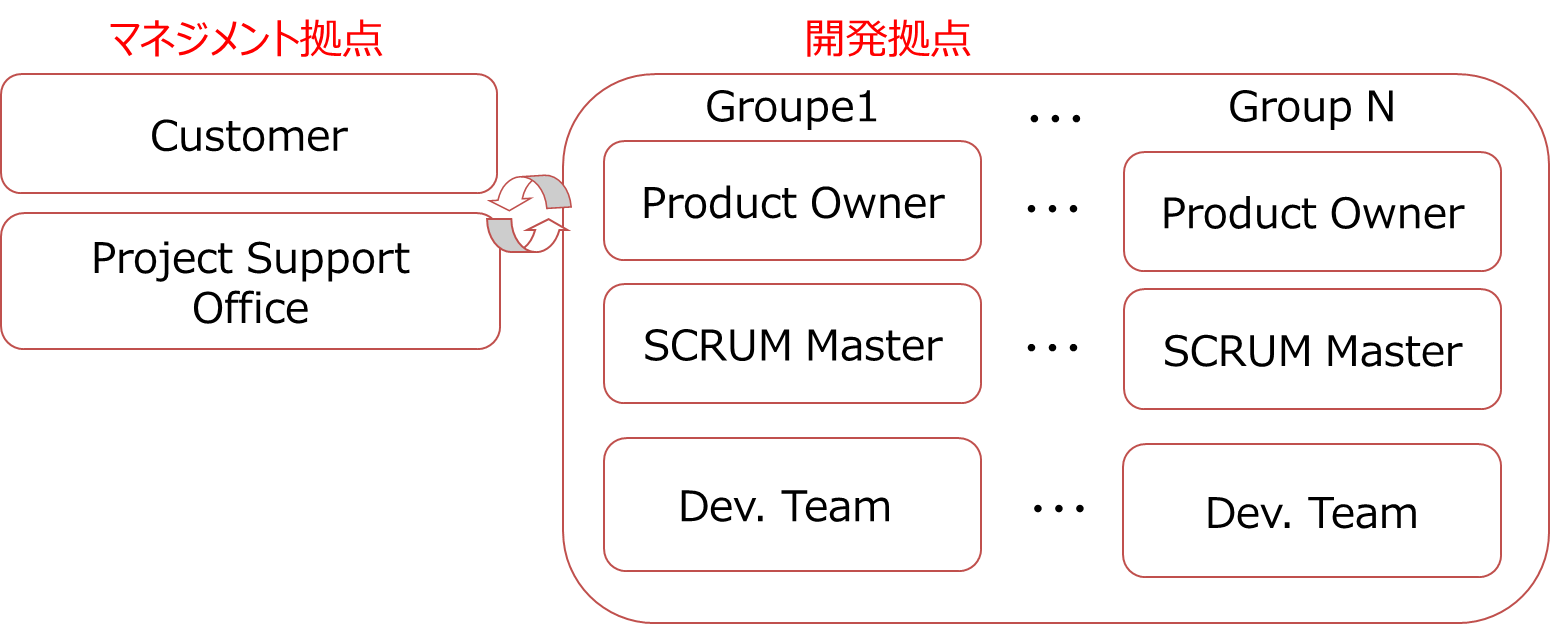 マネジメント拠点
Customer
Project Support
Office
開発拠点
Groupe1 ･･･ Group N
Product Owner ･･･ Product Owner
SCRUM Master ･･･ SCRUM Master
Dev. Team ･･･ Dev. Team